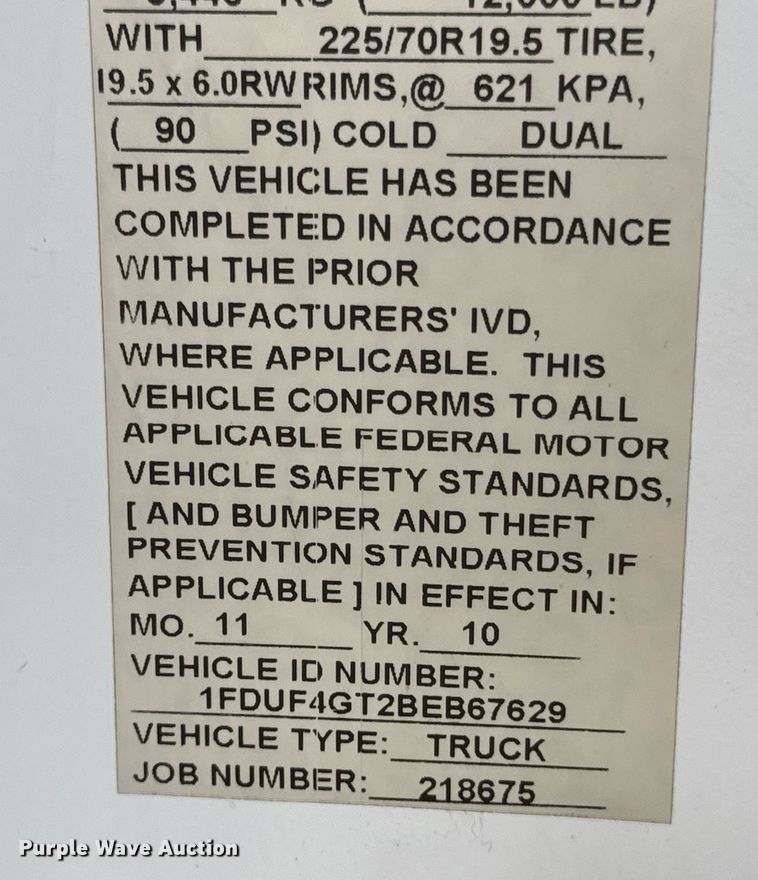 WITH 225/70R19.5 TIRE,
19.5 x 6.0RW RIMS,@ 621 KPA,
( 90 PSI) COLD DUAL
THIS VEHICLE HAS BEEN
COMPLETED IN ACCORDANCE
WITH THE PRIOR
MANUFACTURERS' IVD,
WHERE APPLICABLE. THIS
VEHICLE CONFORMS TO ALL
APPLICABLE FEDERAL MOTOR
VEHICLE SAFETY STANDARDS,
[ AND BUMPER AND THEFT
PREVENTION STANDARDS, IF
APPLICABLE ] IN EFFECT IN:
MO. 11 YR. 10
VEHICLE ID NUMBER:
1FDUF4GT2BEB67629
VEHICLE TYPE: TRUCK
JOB NUMBER: 218675
Purple Wave Auction